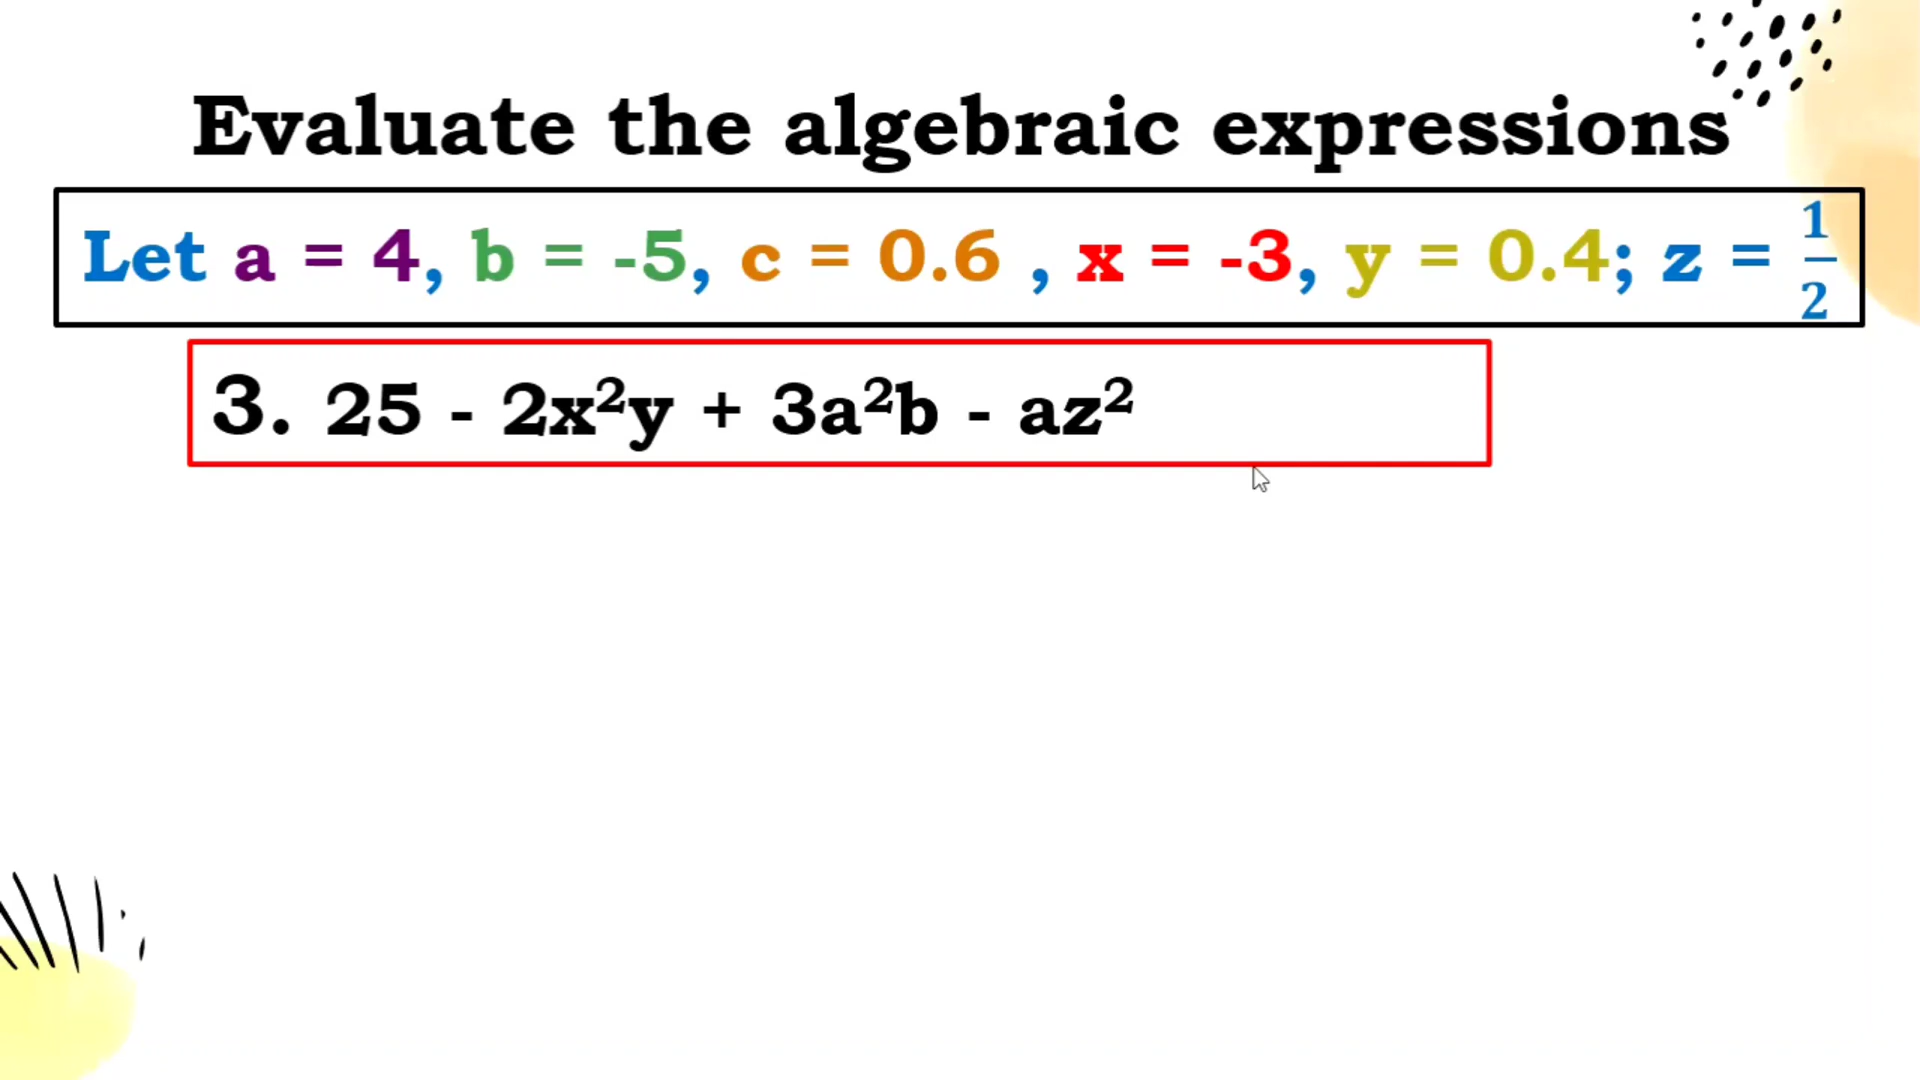 Evaluate the algebraic expressions
Let a = 4, b = -5, c = 0.6 , x = -3, y = 0.4; z = 1/2
3. 25 - 2x²y + 3a²b - az²